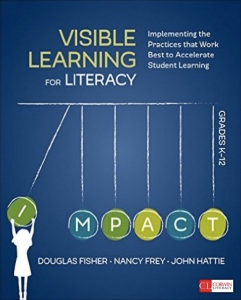 VISIBLE
LEARNING
FOR LITERACY
Implementing the
Practices that Work
Best to Accelerate
Student Learning
GRADES K-12
IMPACT
DOUGLAS FISHER · NANCY FREY · JOHN HATTIE
CORWIN
LITERACY